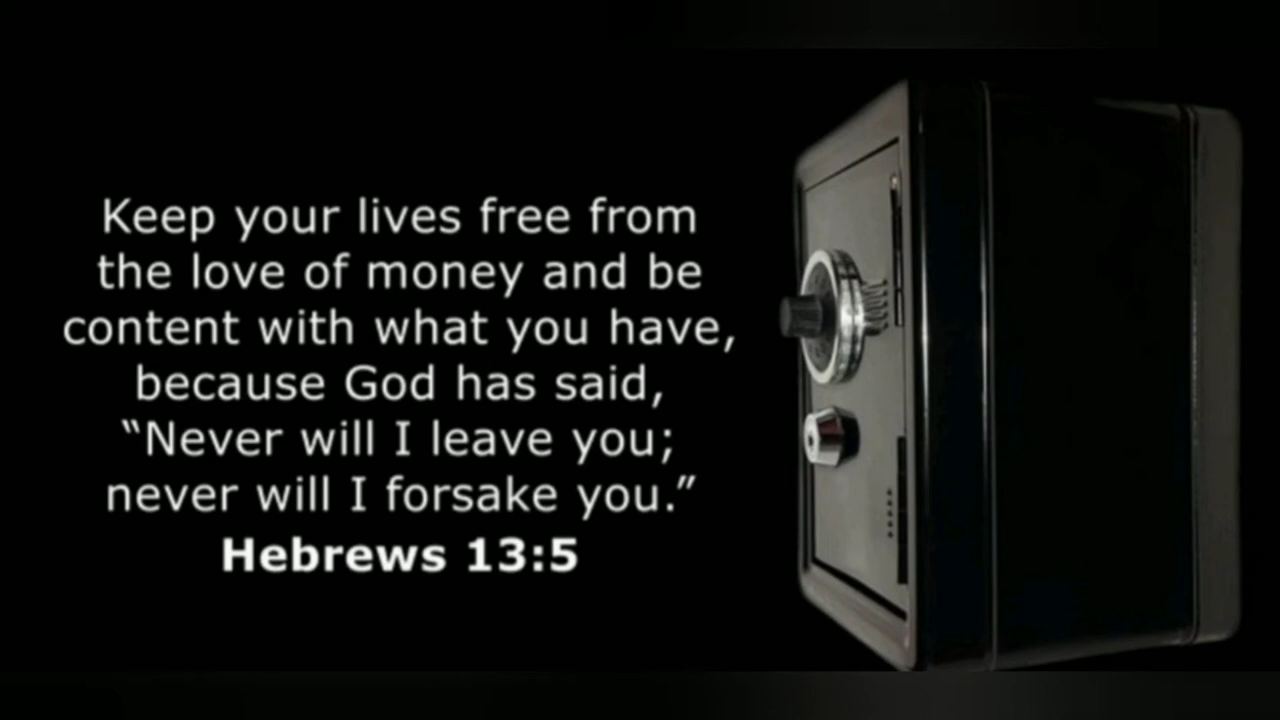 Keep your lives free from
the love of money and be
content with what you have,
because God has said,
“Never will I leave you;
never will I forsake you.”
Hebrews 13:5